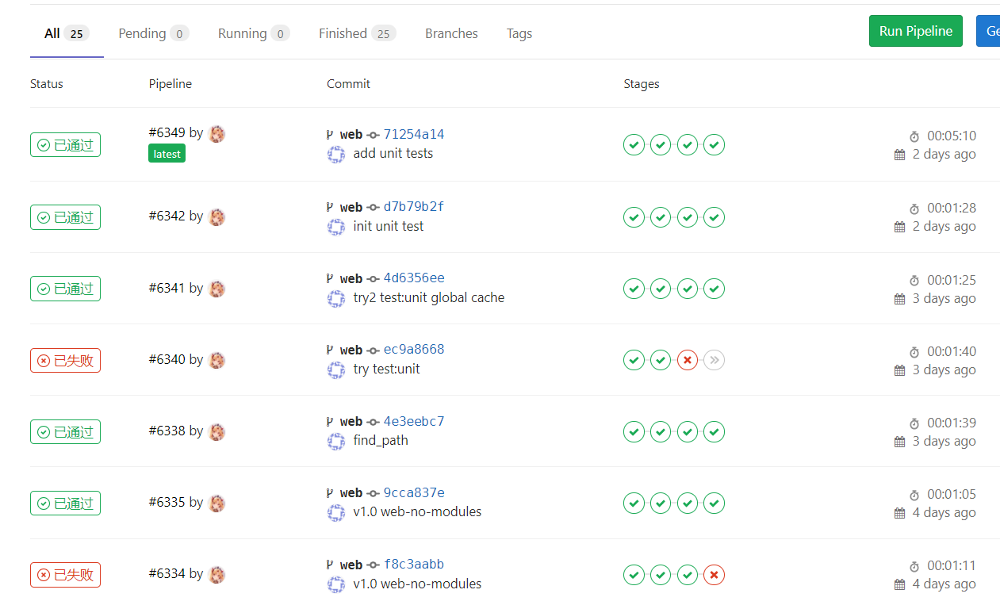 All 25 Pending 0 Running 0 Finished 25 Branches Tags Run Pipeline Ge
Status Pipeline Commit Stages
已通过 #6349 by latest web 71254a14 add unit tests 00:05:10 2 days ago
已通过 #6342 by web d7b79b2f init unit test 00:01:28 2 days ago
已通过 #6341 by web 4d6356ee try2 test:unit global cache 00:01:25 3 days ago
已失败 #6340 by web ec9a8668 try test:unit 00:01:40 3 days ago
已通过 #6338 by web 4e3eebc7 find_path 00:01:39 3 days ago
已通过 #6335 by web 9cca837e v1.0 web-no-modules 00:01:05 4 days ago
已失败 #6334 by web f8c3aabb v1.0 web-no-modules 00:01:11 4 days ago